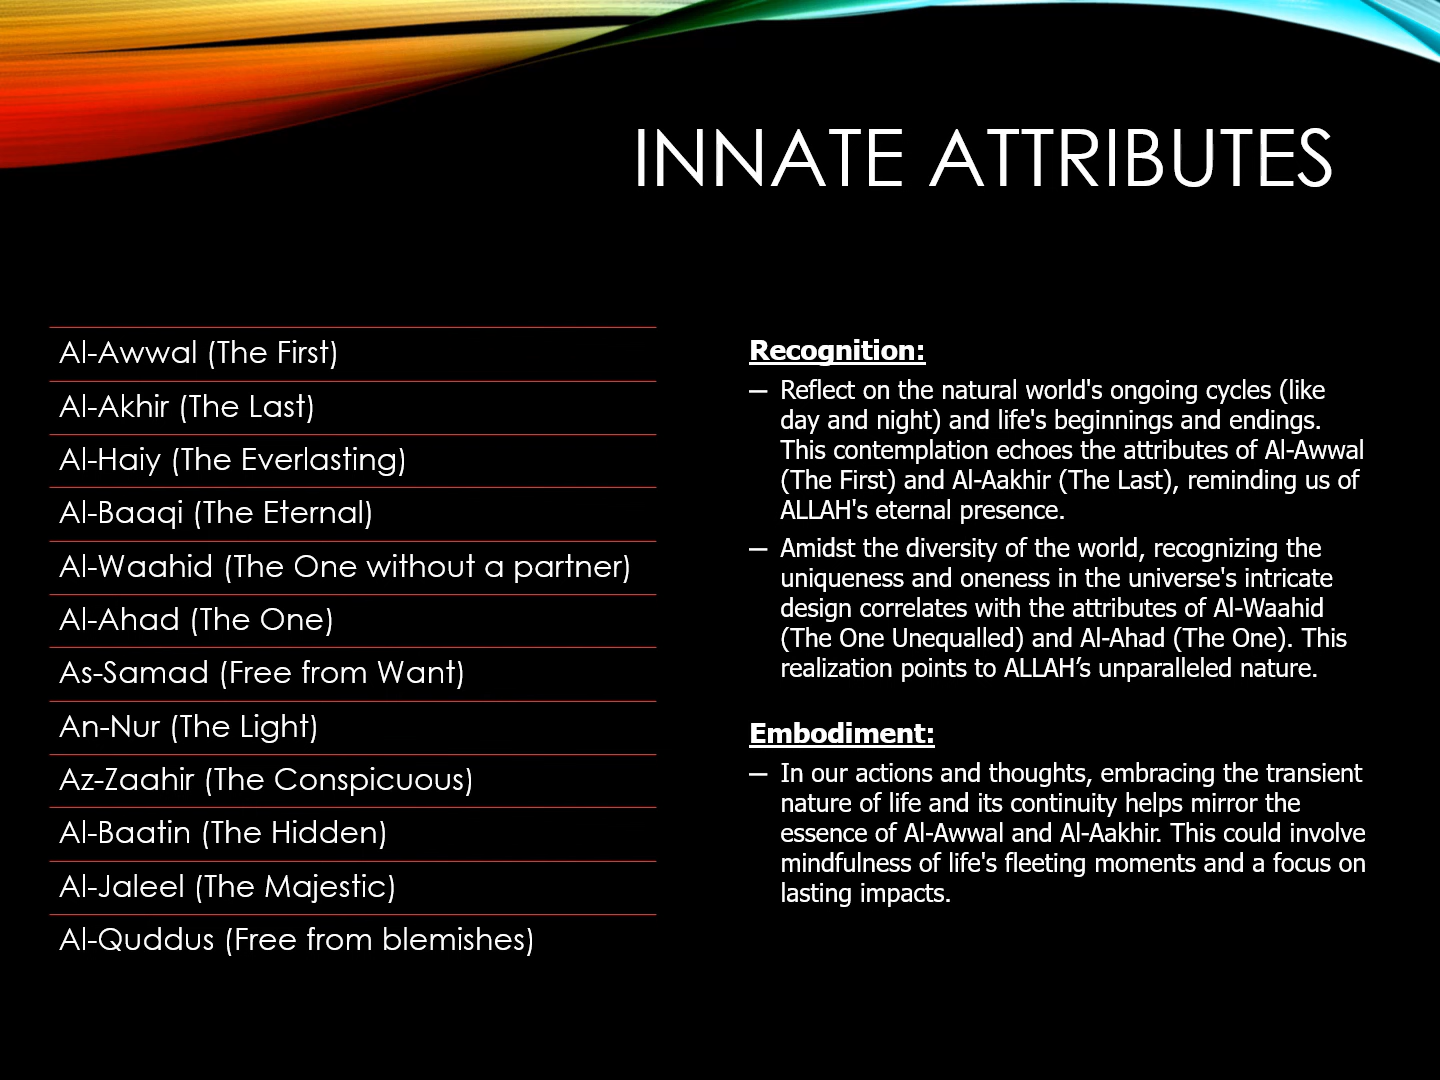 INNATE ATTRIBUTES
Al-Awwal (The First)
Al-Akhir (The Last)
Al-Haiy (The Everlasting)
Al-Baaqi (The Eternal)
Al-Waahid (The One without a partner)
Al-Ahad (The One)
As-Samad (Free from Want)
An-Nur (The Light)
Az-Zaahir (The Conspicuous)
Al-Baatin (The Hidden)
Al-Jaleel (The Majestic)
Al-Quddus (Free from blemishes)
Recognition:
— Reflect on the natural world's ongoing cycles (like
day and night) and life's beginnings and endings.
This contemplation echoes the attributes of Al-Awwal
(The First) and Al-Aakhir (The Last), reminding us of
ALLAH's eternal presence.
— Amidst the diversity of the world, recognizing the
uniqueness and oneness in the universe's intricate
design correlates with the attributes of Al-Waahid
(The One Unequalled) and Al-Ahad (The One). This
realization points to ALLAH’s unparalleled nature.
Embodiment:
— In our actions and thoughts, embracing the transient
nature of life and its continuity helps mirror the
essence of Al-Awwal and Al-Aakhir. This could involve
mindfulness of life's fleeting moments and a focus on
lasting impacts.